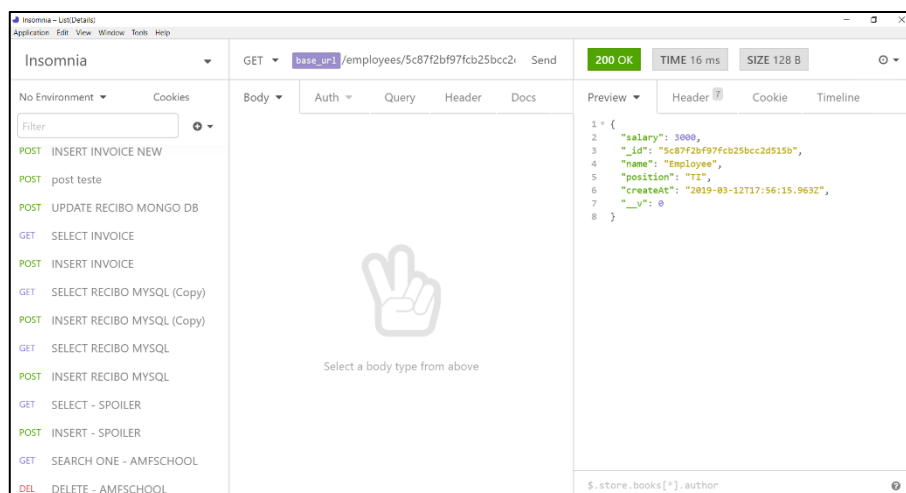 Insomnia – List(Details)
Application Edit View Window Tools Help
Insomnia
GET base_url/employees/5c87f2bf97fcb25bcc2 Send
200 OK TIME 16 ms SIZE 128 B
No Environment Cookies
Body Auth Query Header Docs
Preview Header 7 Cookie Timeline
Filter
POST INSERT INVOICE NEW
POST post teste
POST UPDATE RECIBO MONGO DB
GET SELECT INVOICE
POST INSERT INVOICE
GET SELECT RECIBO MYSQL (Copy)
POST INSERT RECIBO MYSQL (Copy)
GET SELECT RECIBO MYSQL
POST INSERT RECIBO MYSQL
GET SELECT - SPOILER
POST INSERT - SPOILER
GET SEARCH ONE - AMFSCHOOL
DEL DELETE - AMFSCHOOL
Select a body type from above
1 {
2 "salary": 3000,
3 "_id": "5c87f2bf97fcb25bcc2d515b",
4 "name": "Employee",
5 "position": "TI",
6 "createAt": "2019-03-12T17:56:15.963Z",
7 "__v": 0
8 }
$.store.books[*].author